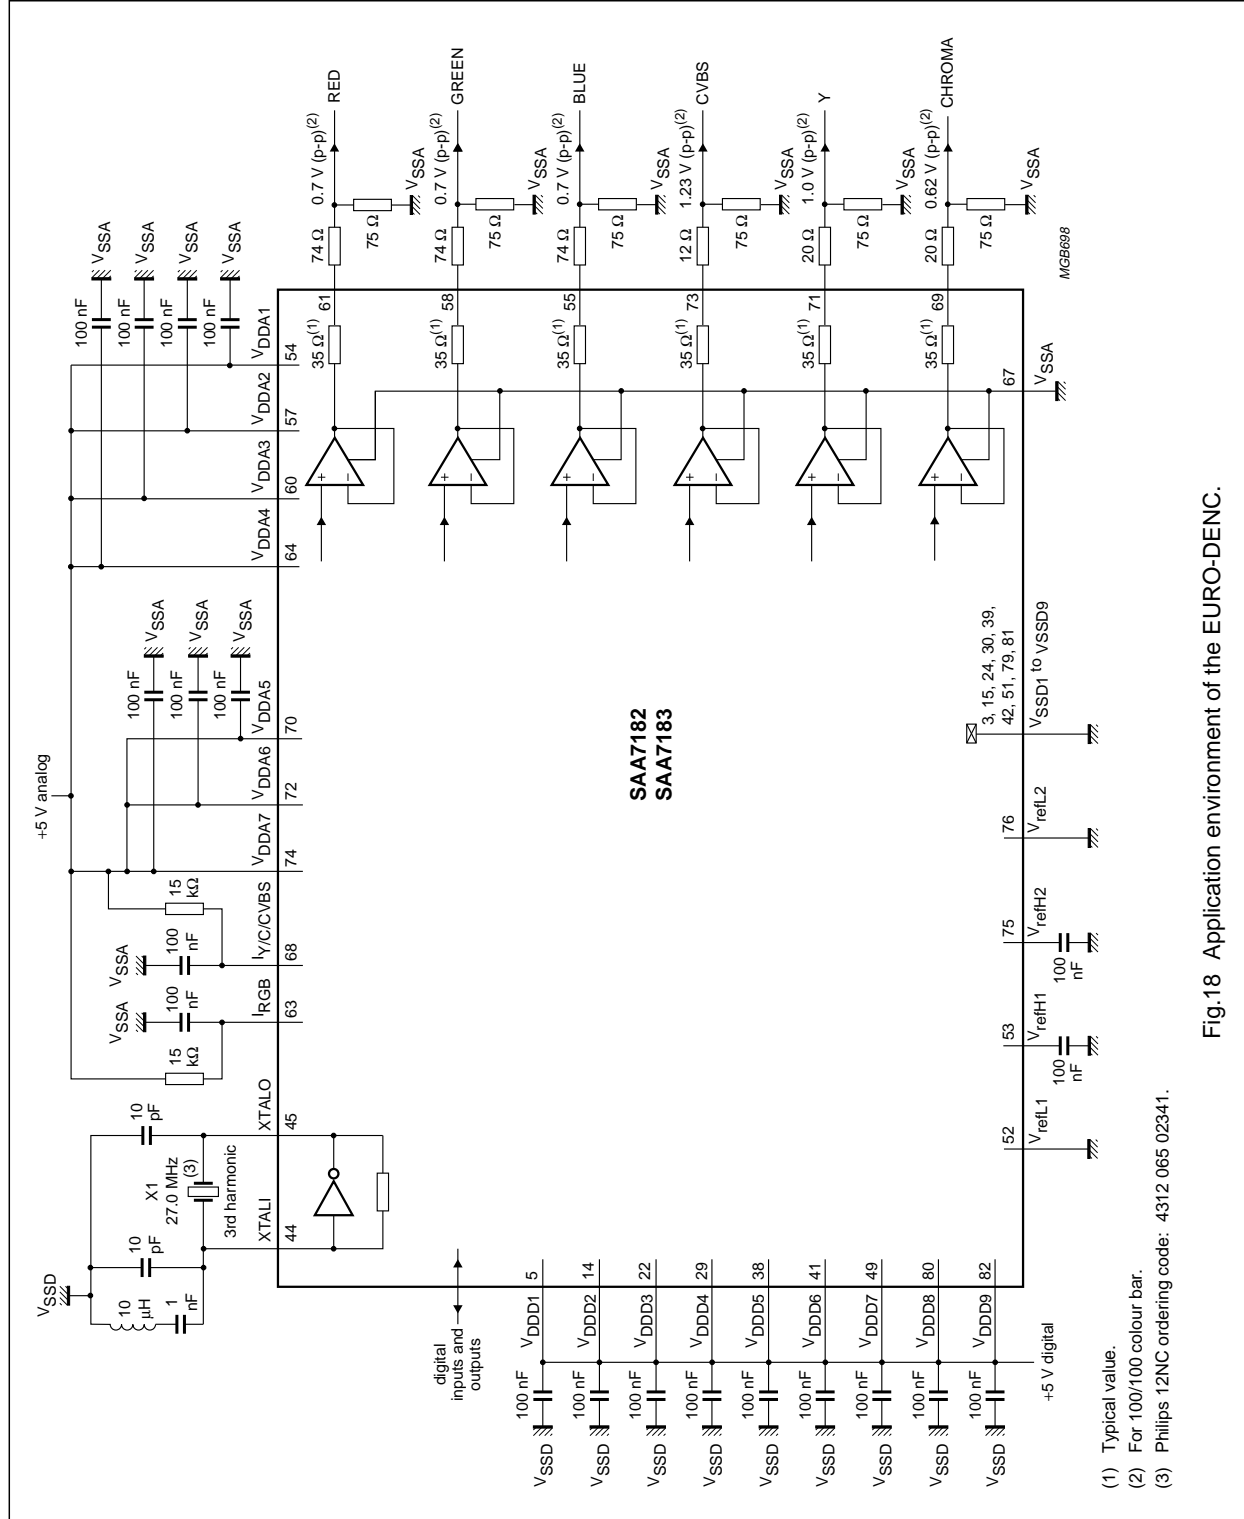 +5 V analog
VSSD
10
μH
1
nF
10
pF
X1
27.0 MHz
(3)
3rd harmonic
10
pF
XTALI
44
XTALO
45
15
kΩ
VSSA
100
nF
IRGB
63
VSSA
100
nF
15
kΩ
IY/C/CVBS
68
VDDA7
74
VDDA6
72
VDDA5
70
100 nF
VSSA
100 nF
VSSA
100 nF
VSSA
VDDA4
64
VDDA3
60
VDDA2
57
VDDA1
54
100 nF
VSSA
100 nF
VSSA
100 nF
VSSA
100 nF
VSSA
digital
inputs and
outputs
SAA7182
SAA7183
+
−
35 Ω(1)
61
74 Ω
0.7 V (p-p)(2)
RED
75 Ω
VSSA
+
−
35 Ω(1)
58
74 Ω
0.7 V (p-p)(2)
GREEN
75 Ω
VSSA
+
−
35 Ω(1)
55
74 Ω
0.7 V (p-p)(2)
BLUE
75 Ω
VSSA
+
−
35 Ω(1)
73
12 Ω
1.23 V (p-p)(2)
CVBS
75 Ω
VSSA
+
−
35 Ω(1)
71
20 Ω
1.0 V (p-p)(2)
Y
75 Ω
VSSA
+
−
35 Ω(1)
69
20 Ω
0.62 V (p-p)(2)
CHROMA
75 Ω
VSSA
67
VSSA
MGB698
VSSD
100 nF
VDDD1
5
VSSD
100 nF
VDDD2
14
VSSD
100 nF
VDDD3
22
VSSD
100 nF
VDDD4
29
VSSD
100 nF
VDDD5
38
VSSD
100 nF
VDDD6
41
VSSD
100 nF
VDDD7
49
VSSD
100 nF
VDDD8
80
VSSD
100 nF
VDDD9
82
+5 V digital
52
VrefL1
53
VrefH1
100
nF
75
VrefH2
100
nF
76
VrefL2
3, 15, 24, 30, 39,
42, 51, 79, 81
VSSD1 to VSSD9
(1) Typical value.
(2) For 100/100 colour bar.
(3) Philips 12NC ordering code: 4312 065 02341.
Fig.18 Application environment of the EURO-DENC.